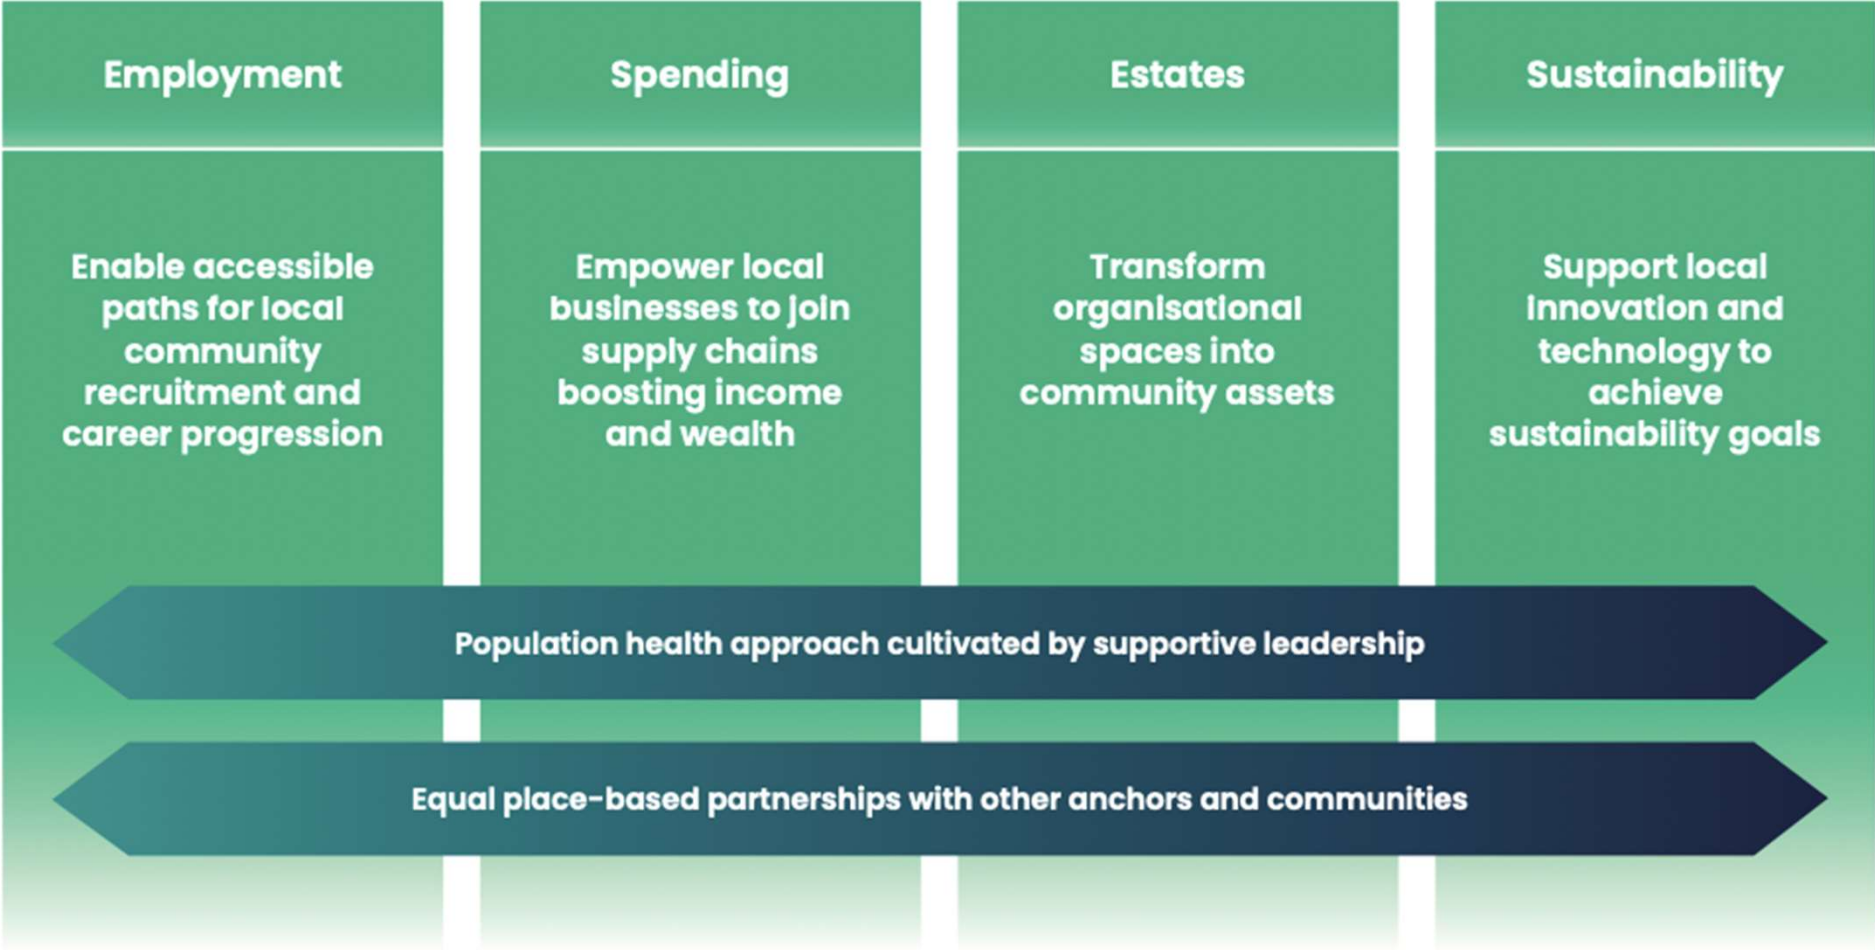 Employment
Enable accessible
paths for local
community
recruitment and
career progression
Spending
Empower local
businesses to join
supply chains
boosting income
and wealth
Estates
Transform
organisational
spaces into
community assets
Sustainability
Support local
innovation and
technology to
achieve
sustainability goals
Population health approach cultivated by supportive leadership
Equal place-based partnerships with other anchors and communities